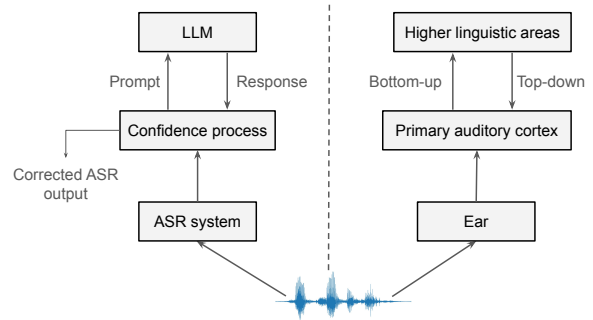 LLM
Higher linguistic areas
Prompt
Response
Bottom-up
Top-down
Confidence process
Primary auditory cortex
Corrected ASR
output
ASR system
Ear